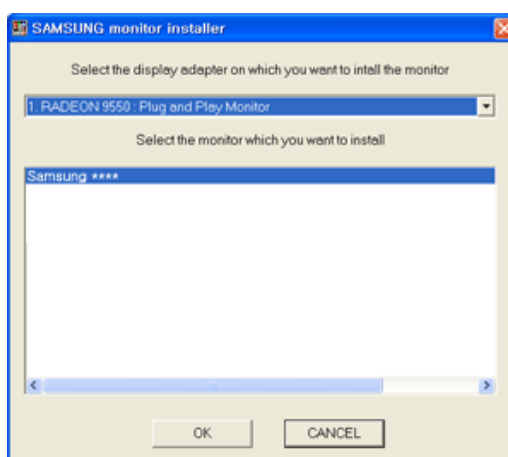 SAMSUNG monitor installer
Select the display adapter on which you want to intall the monitor
1. RADEON 9550 : Plug and Play Monitor
Select the monitor which you want to install
Samsung ****
OK
CANCEL